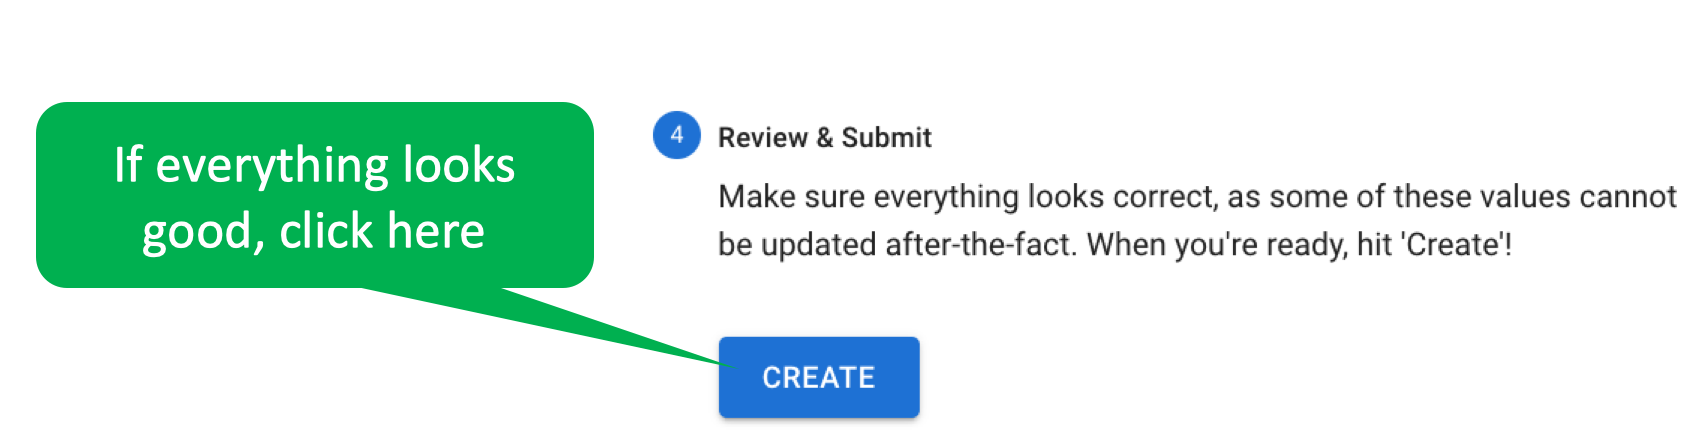 If everything looks
good, click here
4
Review & Submit
Make sure everything looks correct, as some of these values cannot
be updated after-the-fact. When you're ready, hit 'Create'!
CREATE